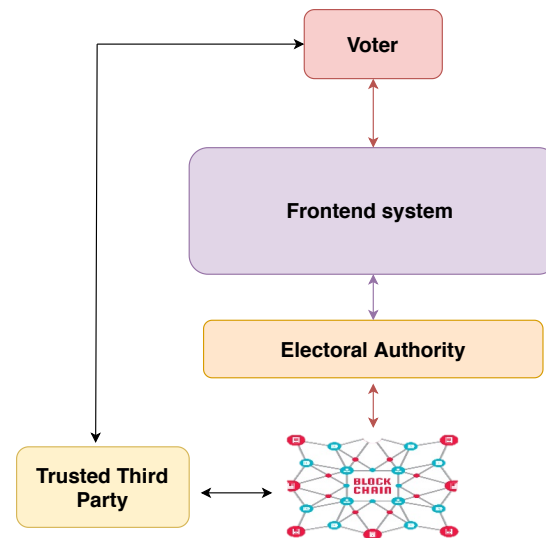 Voter
Frontend system
Electoral Authority
Trusted Third
Party
BLOCK
CHAIN